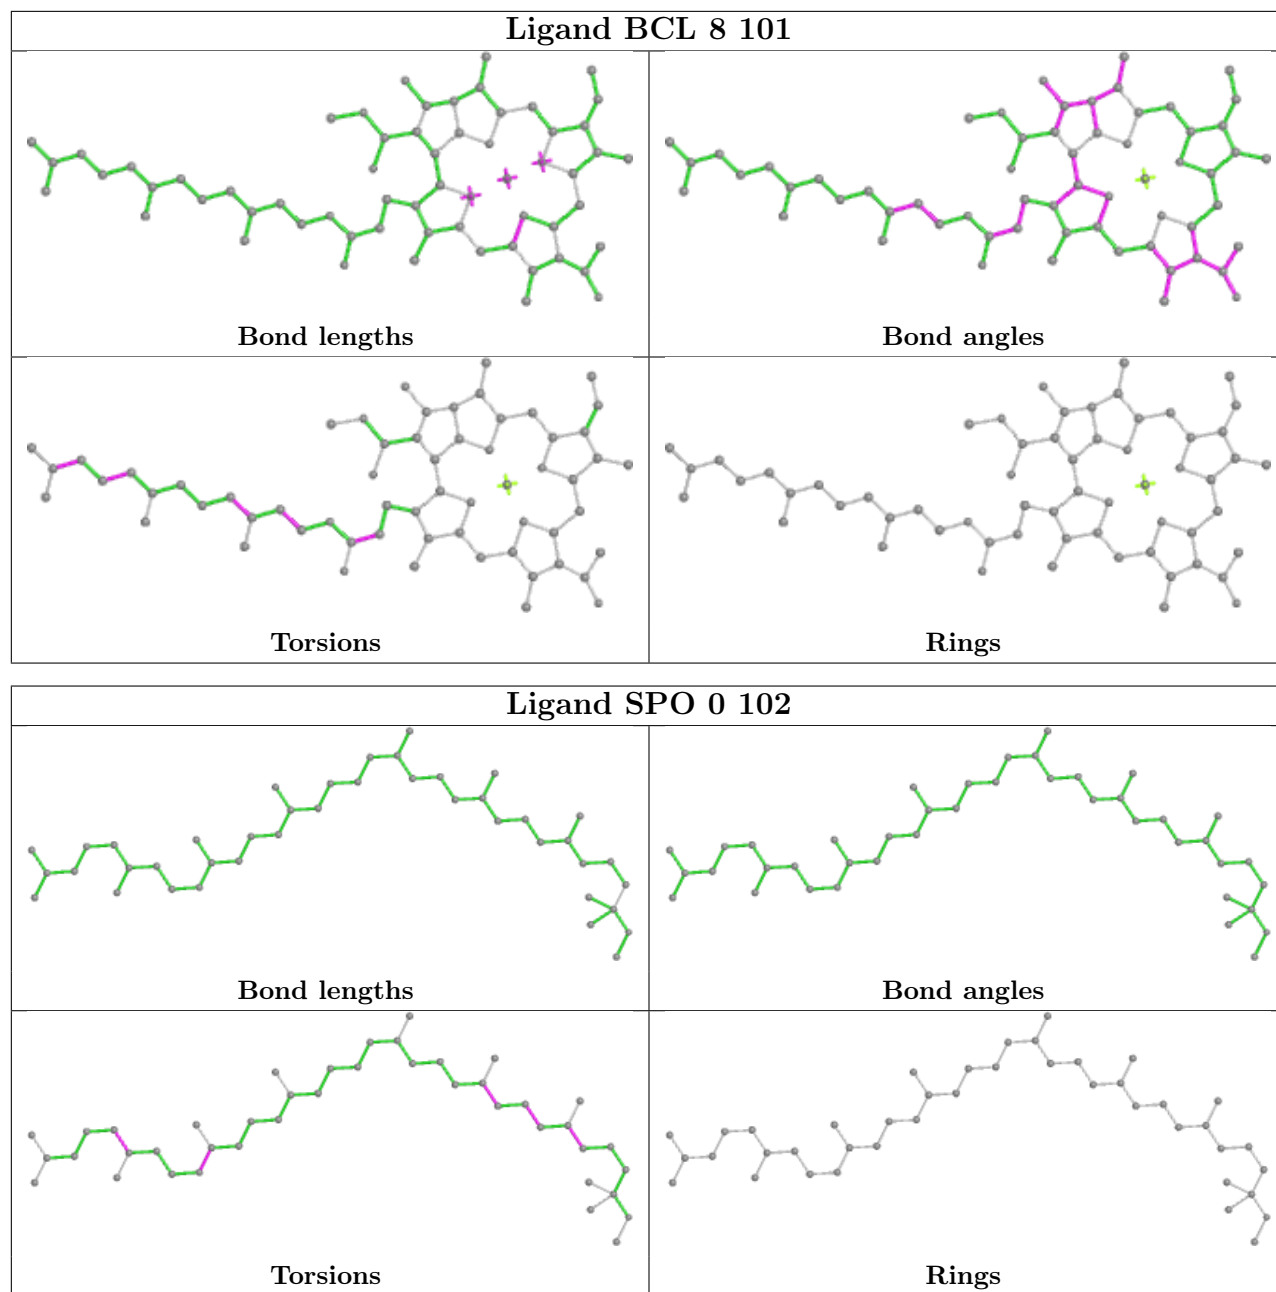 Ligand BCL 8 101
Bond lengths
Bond angles
Torsions
Rings
Ligand SPO 0 102
Bond lengths
Bond angles
Torsions
Rings